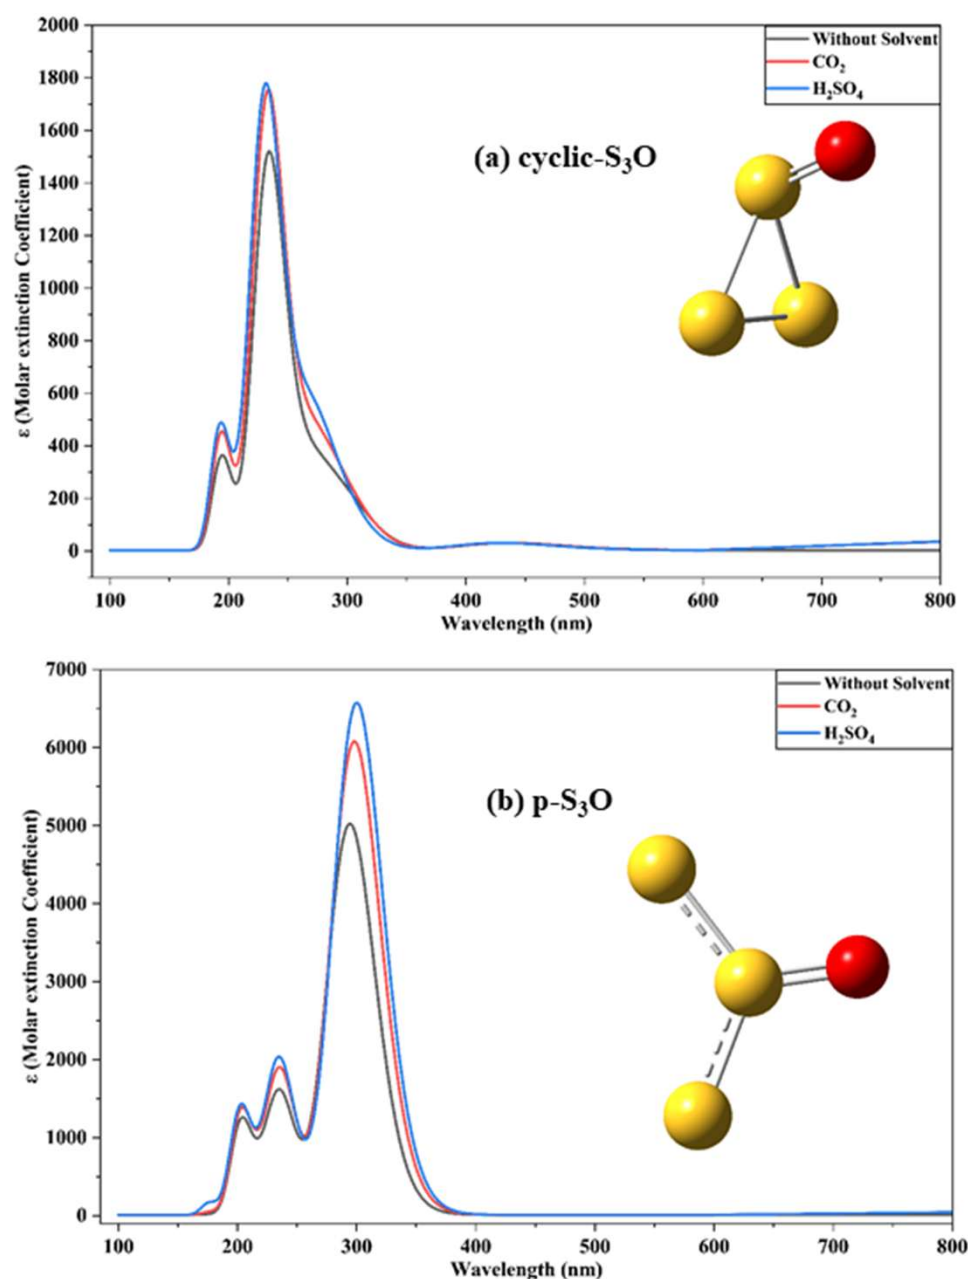 2000
1800
1600
1400
1200
1000
800
600
400
200
0
ε (Molar extinction Coefficient)
Without Solvent
CO₂
H₂SO₄
(a) cyclic-S₃O
100 200 300 400 500 600 700 800
Wavelength (nm)
7000
6000
5000
4000
3000
2000
1000
0
ε (Molar extinction Coefficient)
Without Solvent
CO₂
H₂SO₄
(b) p-S₃O
100 200 300 400 500 600 700 800
Wavelength (nm)